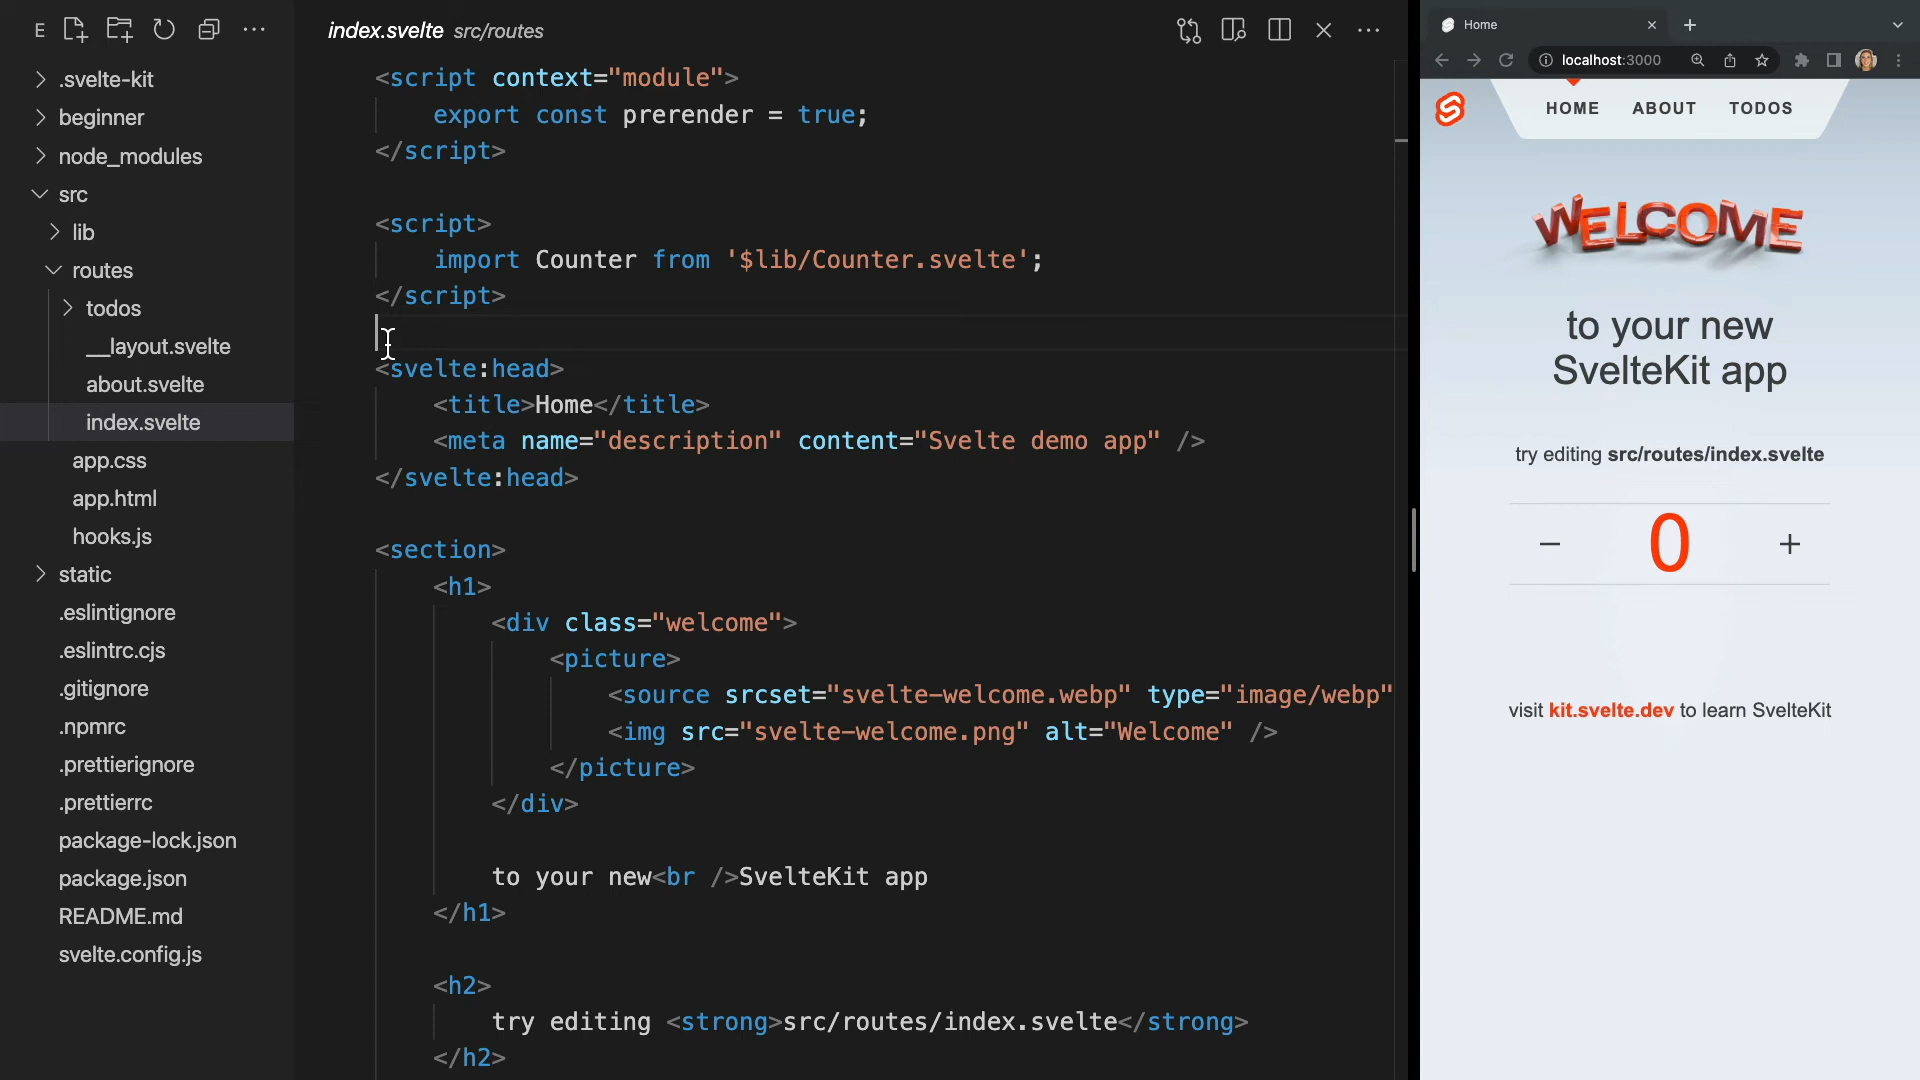 E
.svelte-kit
beginner
node_modules
src
lib
routes
todos
__layout.svelte
about.svelte
index.svelte
app.css
app.html
hooks.js
static
.eslintignore
.eslintrc.cjs
.gitignore
.npmrc
.prettierignore
.prettierrc
package-lock.json
package.json
README.md
svelte.config.js
index.svelte src/routes
<script context="module">
export const prerender = true;
</script>
<script>
import Counter from '$lib/Counter.svelte';
</script>
<svelte:head>
<title>Home</title>
<meta name="description" content="Svelte demo app" />
</svelte:head>
<section>
<h1>
<div class="welcome">
<picture>
<source srcset="svelte-welcome.webp" type="image/webp"
<img src="svelte-welcome.png" alt="Welcome" />
</picture>
</div>
to your new<br />SvelteKit app
</h1>
<h2>
try editing <strong>src/routes/index.svelte</strong>
</h2>
Home
localhost:3000
HOME ABOUT TODOS
WELCOME
to your new
SvelteKit app
try editing src/routes/index.svelte
0
visit kit.svelte.dev to learn SvelteKit